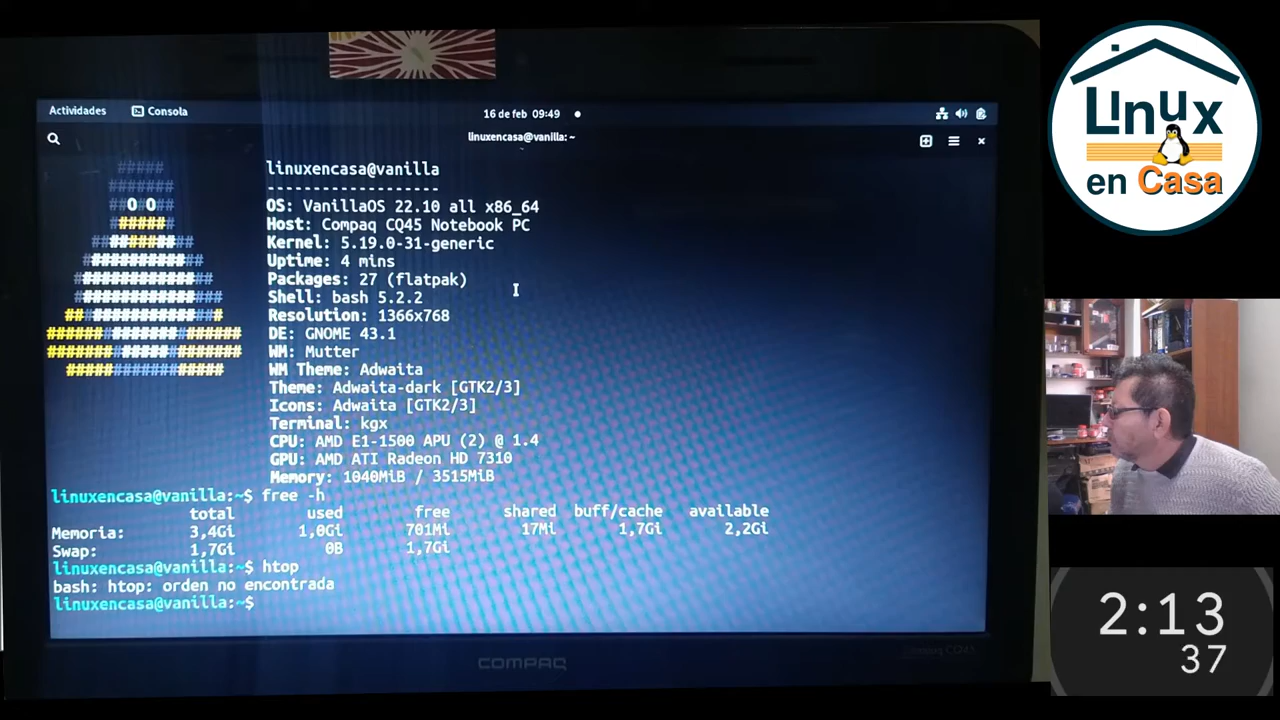 Actividades
Consola
16 de feb 09:49
linuxencasa@vanilla: ~
linuxencasa@vanilla
-------------------
OS: VanillaOS 22.10 all x86_64
Host: Compaq CQ45 Notebook PC
Kernel: 5.19.0-31-generic
Uptime: 4 mins
Packages: 27 (flatpak)
Shell: bash 5.2.2
Resolution: 1366x768
DE: GNOME 43.1
WM: Mutter
WM Theme: Adwaita
Theme: Adwaita-dark [GTK2/3]
Icons: Adwaita [GTK2/3]
Terminal: kgx
CPU: AMD E1-1500 APU (2) @ 1.4
GPU: AMD ATI Radeon HD 7310
Memory: 1040MiB / 3515MiB
linuxencasa@vanilla:~$ free -h
total used free shared buff/cache available
Memoria: 3,4Gi 1,0Gi 701Mi 17Mi 1,7Gi 2,2Gi
Swap: 1,7Gi 0B 1,7Gi
linuxencasa@vanilla:~$ htop
bash: htop: orden no encontrada
linuxencasa@vanilla:~$
COMPAQ
Linux
en Casa
2:13
37